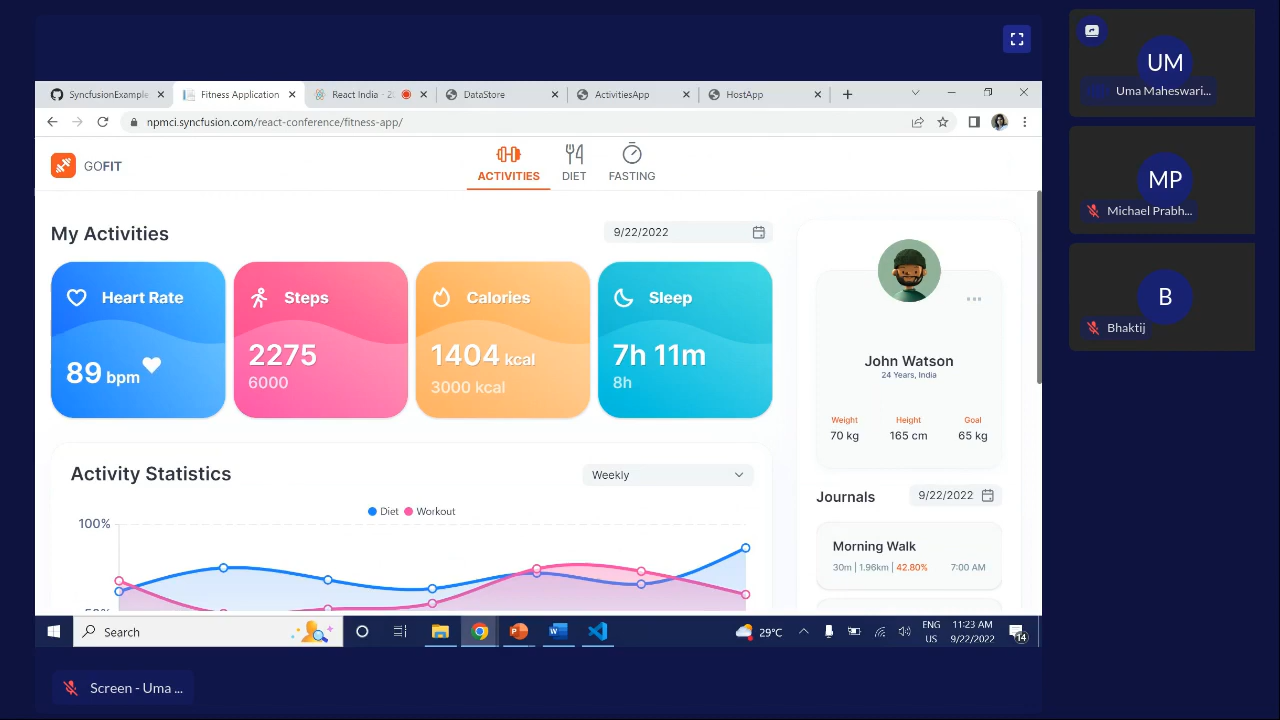 SyncfusionExample
Fitness Application
React India - 20
DataStore
ActivitiesApp
HostApp
npmci.syncfusion.com/react-conference/fitness-app/
GOFIT
ACTIVITIES
DIET
FASTING
My Activities
9/22/2022
Heart Rate
89 bpm
Steps
2275
6000
Calories
1404 kcal
3000 kcal
Sleep
7h 11m
8h
John Watson
24 Years, India
Weight Height Goal
70 kg 165 cm 65 kg
Activity Statistics
Weekly
Diet Workout
100%
50%
Journals
9/22/2022
Morning Walk
30m | 1.96km | 42.80% 7:00 AM
Search
29°C
ENG
US
11:23 AM
9/22/2022
14
Screen - Uma ...
UM
Uma Maheswari...
MP
Michael Prabh...
B
Bhaktij